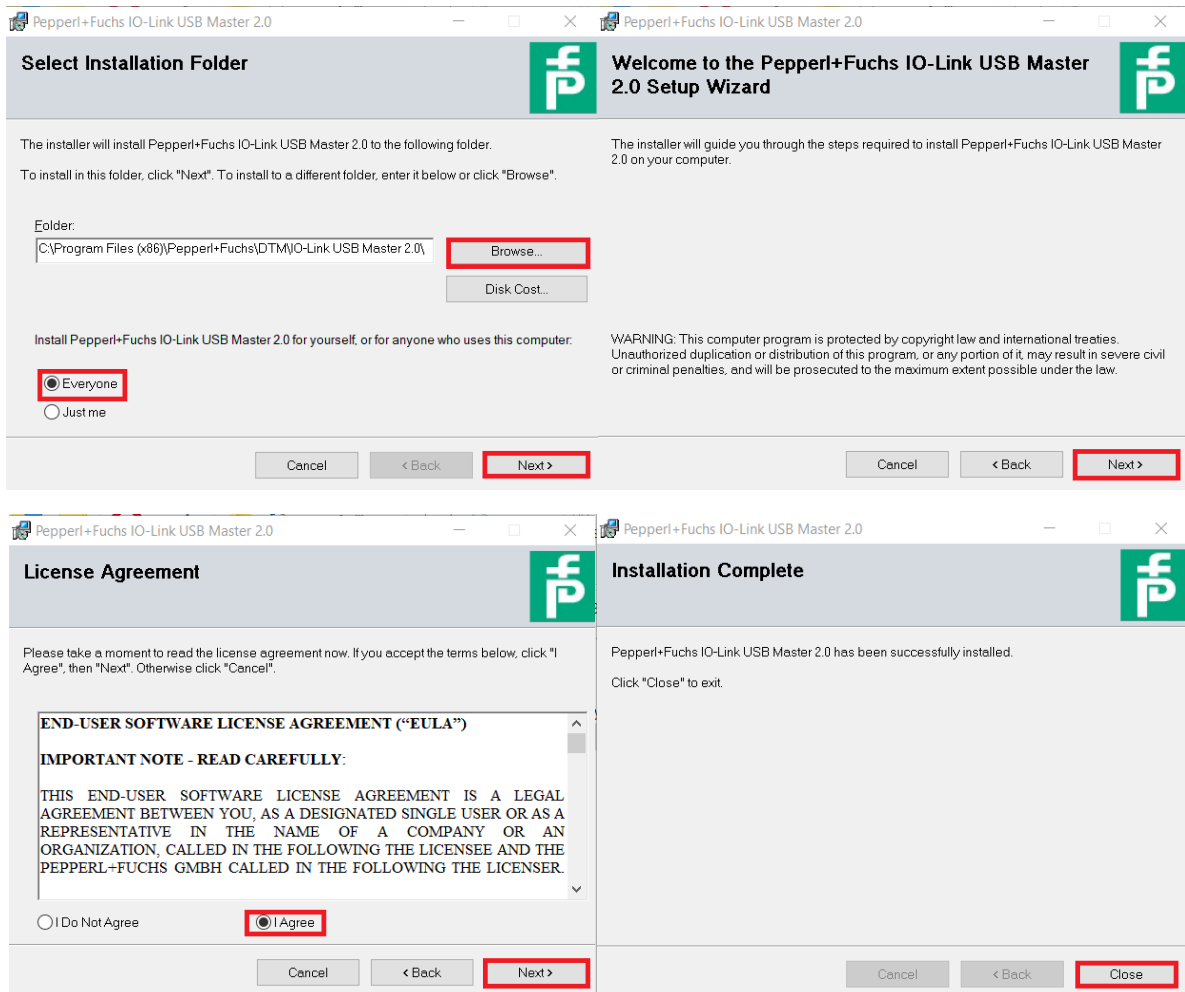 Pepperl+Fuchs IO-Link USB Master 2.0
Select Installation Folder
The installer will install Pepperl+Fuchs IO-Link USB Master 2.0 to the following folder.
To install in this folder, click "Next". To install to a different folder, enter it below or click "Browse".
Folder:
C:\Program Files (x86)\Pepperl+Fuchs\DTM\IO-Link USB Master 2.0\
Browse...
Disk Cost...
Install Pepperl+Fuchs IO-Link USB Master 2.0 for yourself, or for anyone who uses this computer:
Everyone
Just me
Cancel
< Back
Next >
Pepperl+Fuchs IO-Link USB Master 2.0
Welcome to the Pepperl+Fuchs IO-Link USB Master
2.0 Setup Wizard
The installer will guide you through the steps required to install Pepperl+Fuchs IO-Link USB Master
2.0 on your computer.
WARNING: This computer program is protected by copyright law and international treaties.
Unauthorized duplication or distribution of this program, or any portion of it, may result in severe civil
or criminal penalties, and will be prosecuted to the maximum extent possible under the law.
Cancel
< Back
Next >
Pepperl+Fuchs IO-Link USB Master 2.0
License Agreement
Please take a moment to read the license agreement now. If you accept the terms below, click "I
Agree", then "Next". Otherwise click "Cancel".
END-USER SOFTWARE LICENSE AGREEMENT (“EULA”)
IMPORTANT NOTE - READ CAREFULLY:
THIS END-USER SOFTWARE LICENSE AGREEMENT IS A LEGAL
AGREEMENT BETWEEN YOU, AS A DESIGNATED SINGLE USER OR AS A
REPRESENTATIVE IN THE NAME OF A COMPANY OR AN
ORGANIZATION, CALLED IN THE FOLLOWING THE LICENSEE AND THE
PEPPERL+FUCHS GMBH CALLED IN THE FOLLOWING THE LICENSER.
I Do Not Agree
I Agree
Cancel
< Back
Next >
Pepperl+Fuchs IO-Link USB Master 2.0
Installation Complete
Pepperl+Fuchs IO-Link USB Master 2.0 has been successfully installed.
Click "Close" to exit.
Cancel
< Back
Close